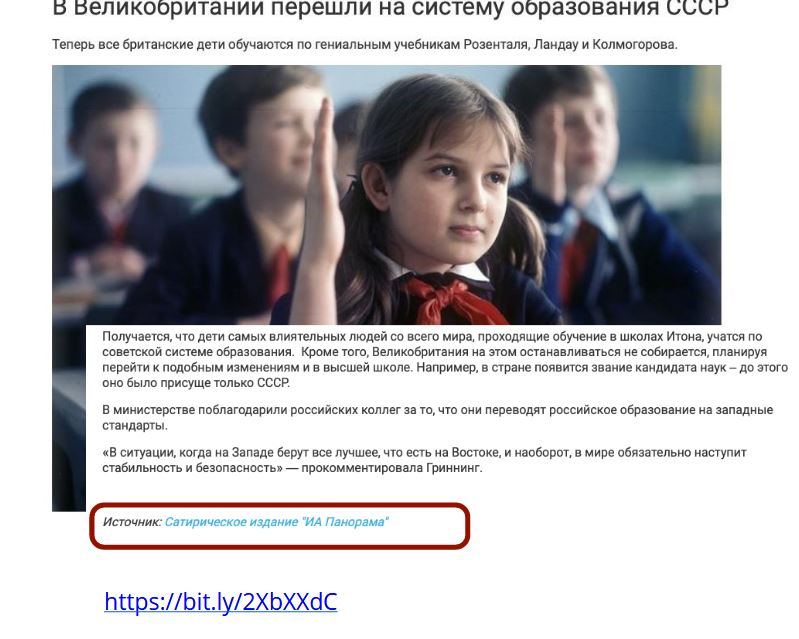 В Великобритании перешли на систему образования СССР
Теперь все британские дети обучаются по гениальным учебникам Розенталя, Ландау и Колмогорова.
Получается, что дети самых влиятельных людей со всего мира, проходящие обучение в школах Итона, учатся по
советской системе образования. Кроме того, Великобритания на этом останавливаться не собирается, планируя
перейти к подобным изменениям и в высшей школе. Например, в стране появится звание кандидата наук – до этого
оно было присуще только СССР.
В министерстве поблагодарили российских коллег за то, что они переводят российское образование на западные
стандарты.
«В ситуации, когда на Западе берут все лучшее, что есть на Востоке, и наоборот, в мире обязательно наступит
стабильность и безопасность» — прокомментировала Гриннинг.
Источник: Сатирическое издание "ИА Панорама"
https://bit.ly/2XbXXdC